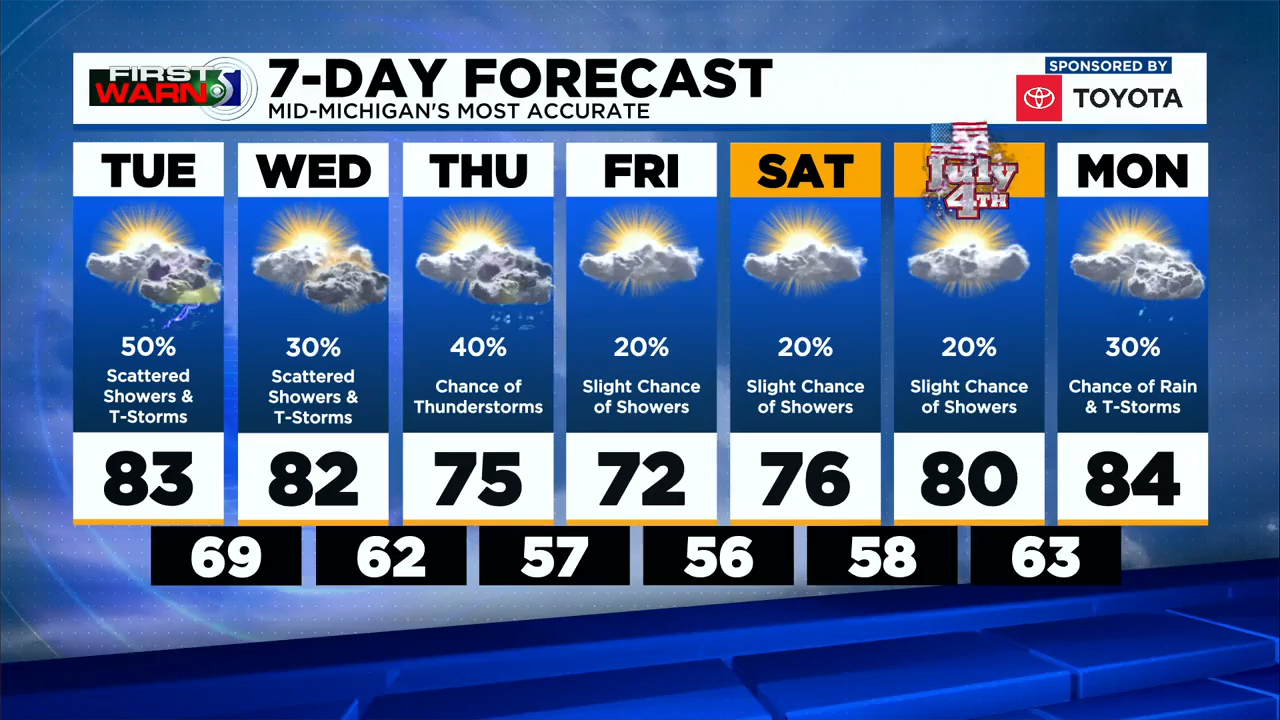 FIRST
WARN 5
7-DAY FORECAST
MID-MICHIGAN'S MOST ACCURATE
SPONSORED BY
TOYOTA
TUE
50%
Scattered
Showers &
T-Storms
83
WED
30%
Scattered
Showers &
T-Storms
82
THU
40%
Chance of
Thunderstorms
75
FRI
20%
Slight Chance
of Showers
72
SAT
20%
Slight Chance
of Showers
76
July
4TH
20%
Slight Chance
of Showers
80
MON
30%
Chance of Rain
& T-Storms
84
69
62
57
56
58
63